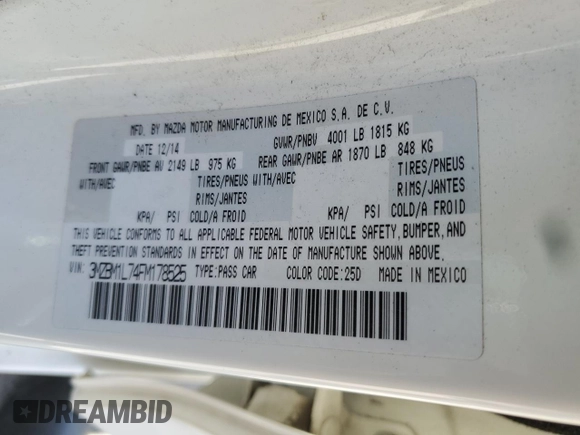 MFD. BY MAZDA MOTOR MANUFACTURING DE MEXICO S.A. DE C.V.
DATE 12/14 GVWR/PNBV 4001 LB 1815 KG
FRONT GAWR/PNBE AV 2149 LB 975 KG REAR GAWR/PNBE AR 1870 LB 848 KG
WITH/AVEC TIRES/PNEUS WITH/AVEC TIRES/PNEUS
RIMS/JANTES RIMS/JANTES
KPA/ PSI COLD/A FROID KPA/ PSI COLD/A FROID
THIS VEHICLE CONFORMS TO ALL APPLICABLE FEDERAL MOTOR VEHICLE SAFETY, BUMPER, AND
THEFT PREVENTION STANDARDS IN EFFECT ON THE DATE OF MANUFACTURE SHOWN ABOVE.
VIN: 3MZBM1L74FM178525 TYPE:PASS CAR COLOR CODE:25D MADE IN MEXICO
DREAMBID